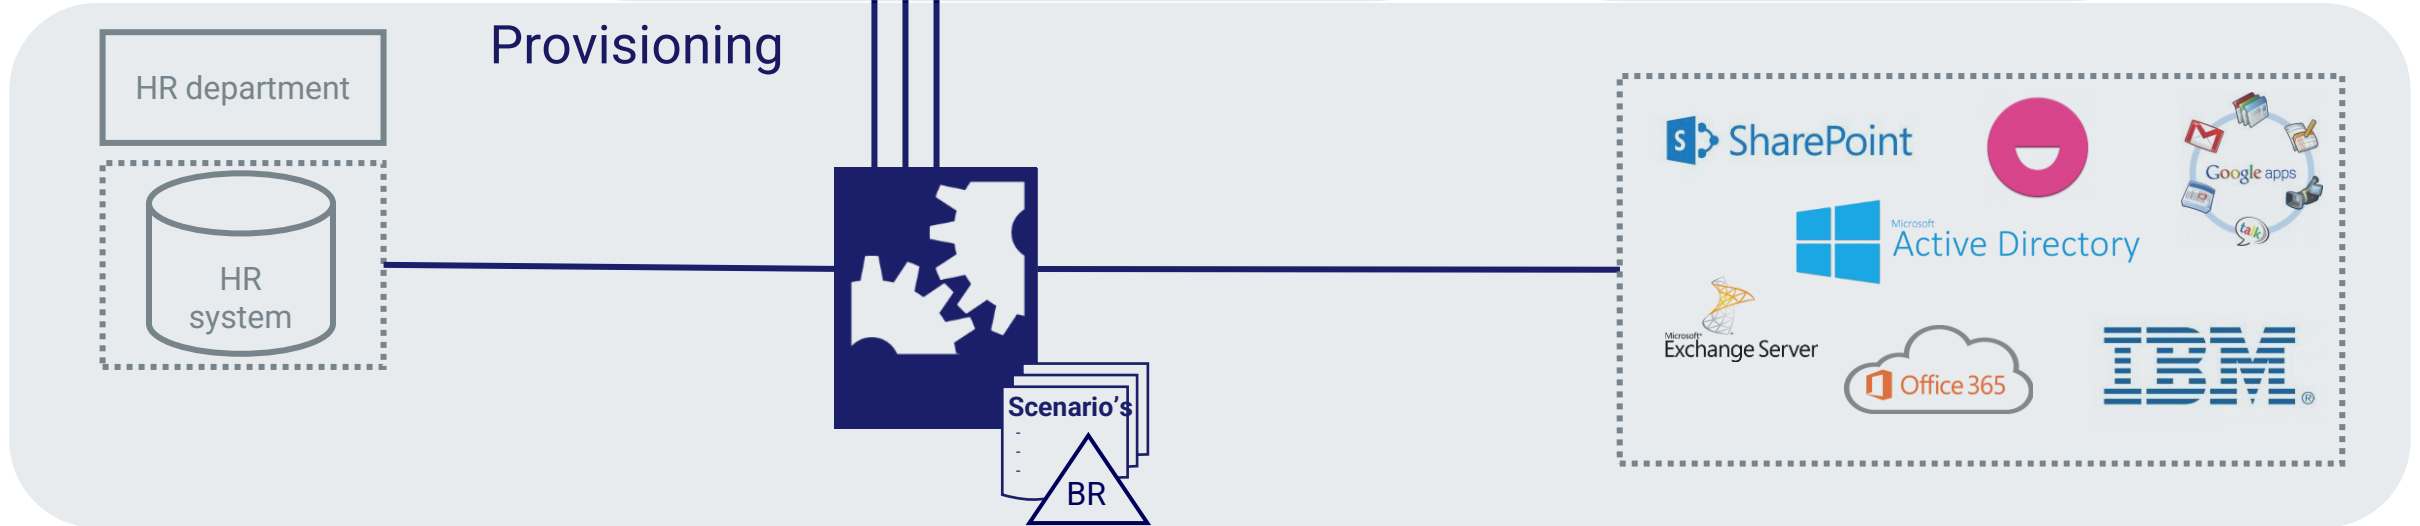 Provisioning
HR department
HR
system
Scenario's
-
-
-
BR
S SharePoint
Google apps
talk
Microsoft
Active Directory
Microsoft
Exchange Server
Office 365
IBM®